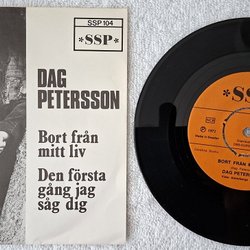 SSP 104
*SSP*
DAG
PETERSSON
Bort från
mitt liv
Den första
gång jag
såg dig
*SSP*
BORT FRÅN
DAG PETER